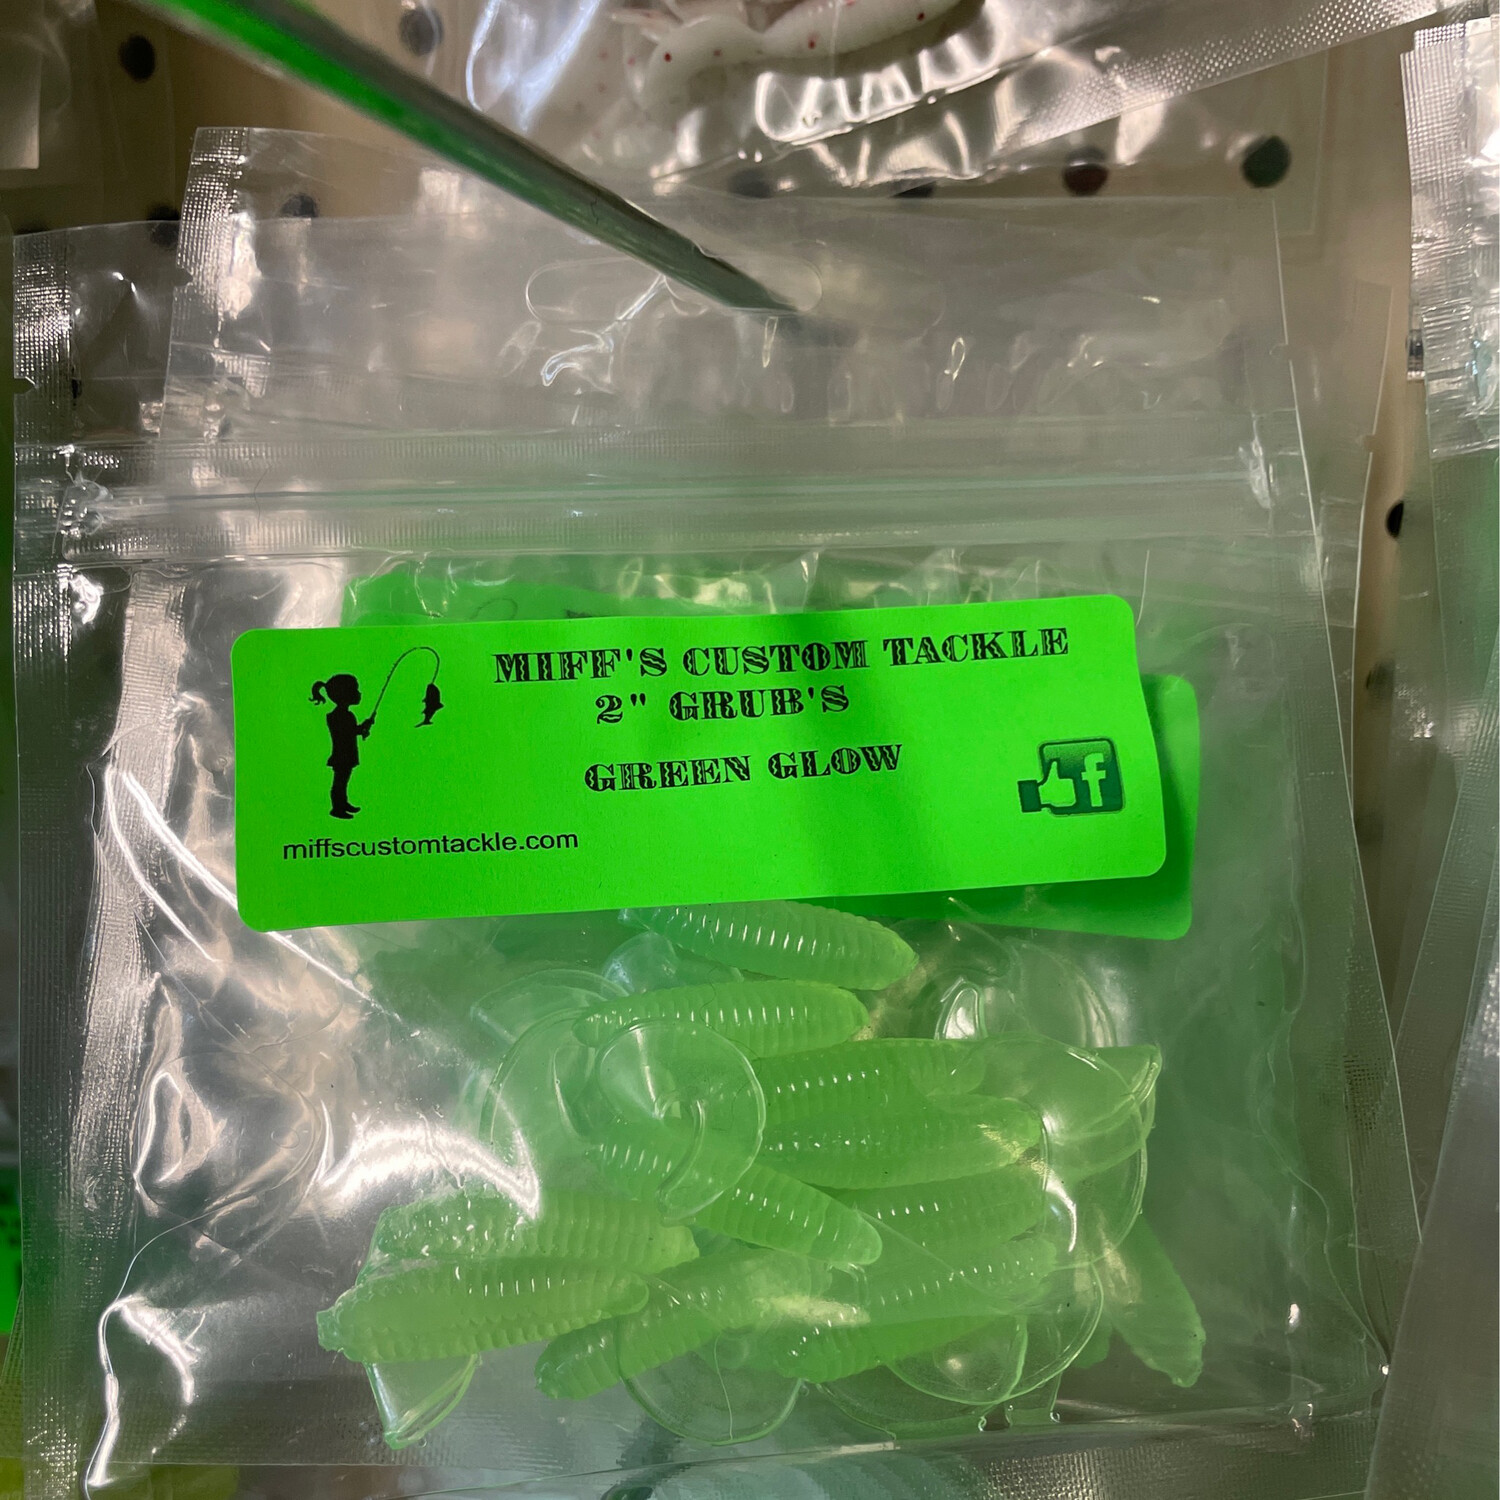 MIFF'S CUSTOM TACKLE
2" GRUB'S
GREEN GLOW
f
miffscustomtackle.com